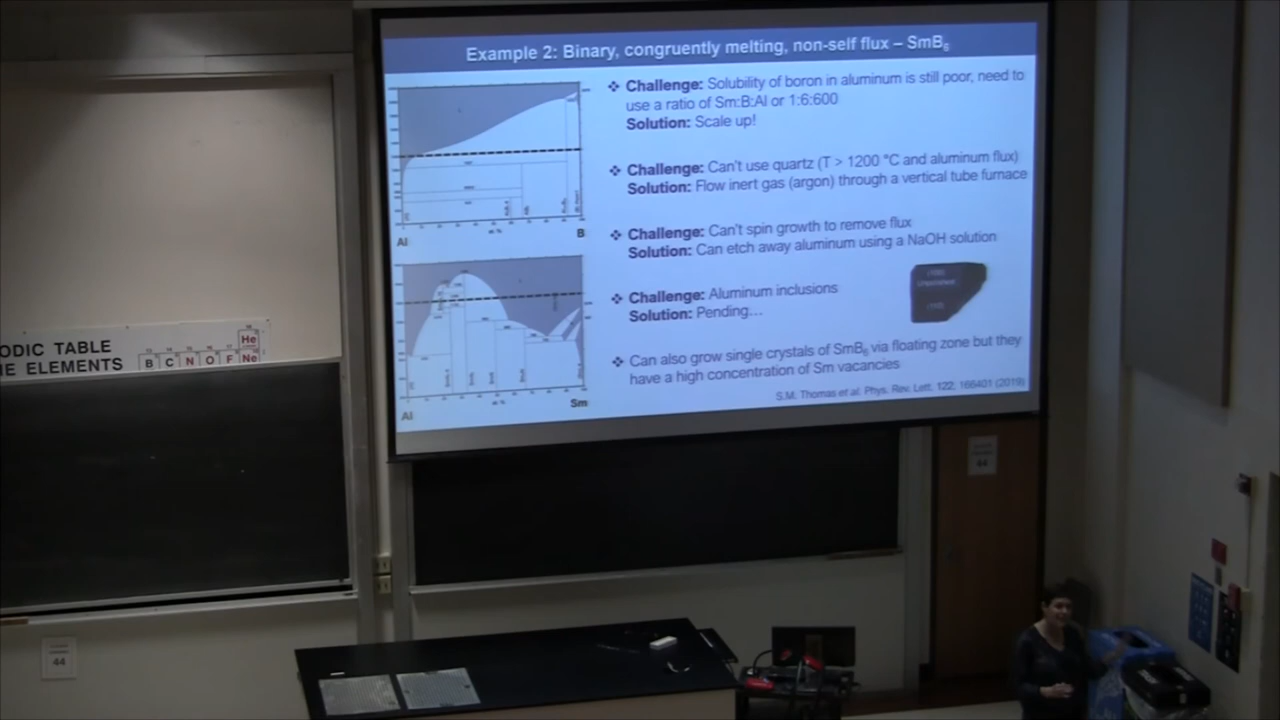 Example 2: Binary, congruently melting, non-self flux – SmB₆
❖ Challenge: Solubility of boron in aluminum is still poor, need to
use a ratio of Sm:B:Al or 1:6:600
Solution: Scale up!
❖ Challenge: Can't use quartz (T > 1200 °C and aluminum flux)
Solution: Flow inert gas (argon) through a vertical tube furnace
❖ Challenge: Can't spin growth to remove flux
Solution: Can etch away aluminum using a NaOH solution
❖ Challenge: Aluminum inclusions
Solution: Pending…
❖ Can also grow single crystals of SmB₆ via floating zone but they
have a high concentration of Sm vacancies
S.M. Thomas et al. Phys. Rev. Lett. 122, 166401 (2019)
Al
B
Al
Sm
ODIC TABLE
HE ELEMENTS
He
B C N O F Ne
44
44